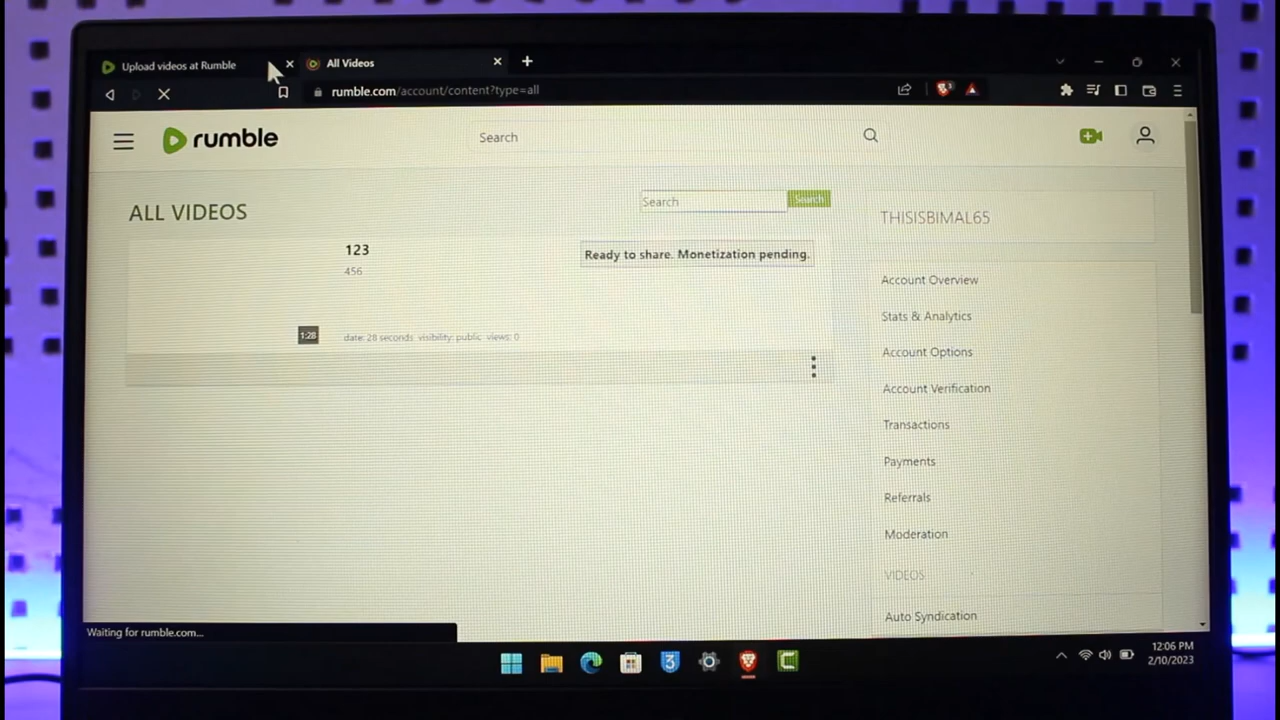 Upload videos at Rumble
All Videos
rumble.com/account/content?type=all
rumble
Search
ALL VIDEOS
Search
Search
123
456
Ready to share. Monetization pending.
1:28
date: 28 seconds visibility: public views: 0
THISISBIMAL65
Account Overview
Stats & Analytics
Account Options
Account Verification
Transactions
Payments
Referrals
Moderation
VIDEOS
Auto Syndication
Waiting for rumble.com...
12:06 PM
2/10/2023